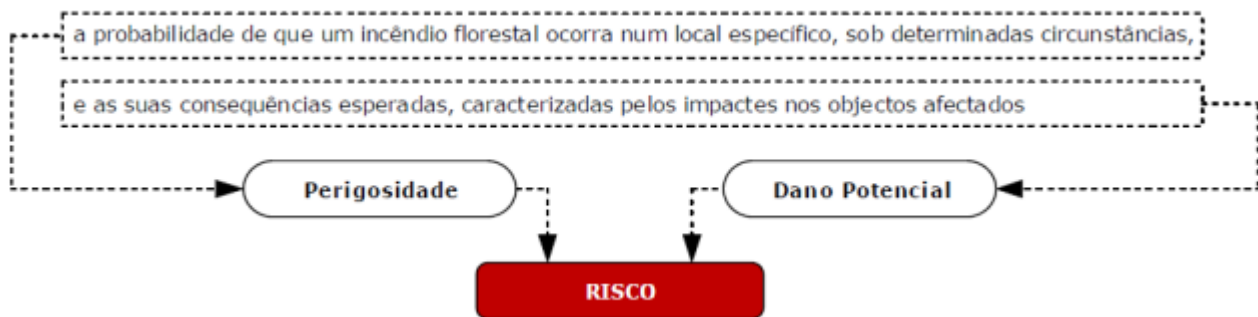 a probabilidade de que um incêndio florestal ocorra num local específico, sob determinadas circunstâncias,
e as suas consequências esperadas, caracterizadas pelos impactes nos objectos afectados
Perigosidade
Dano Potencial
RISCO